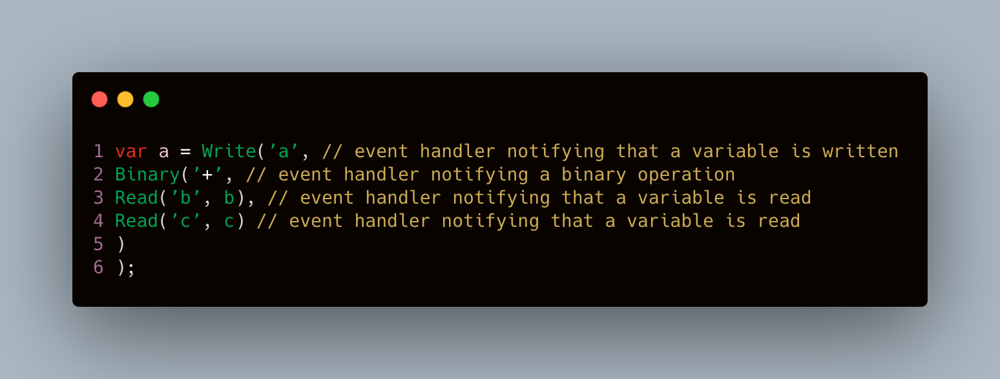 1 var a = Write(’a’, // event handler notifying that a variable is written
2 Binary(’+’, // event handler notifying a binary operation
3 Read(’b’, b), // event handler notifying that a variable is read
4 Read(’c’, c) // event handler notifying that a variable is read
5 )
6 );